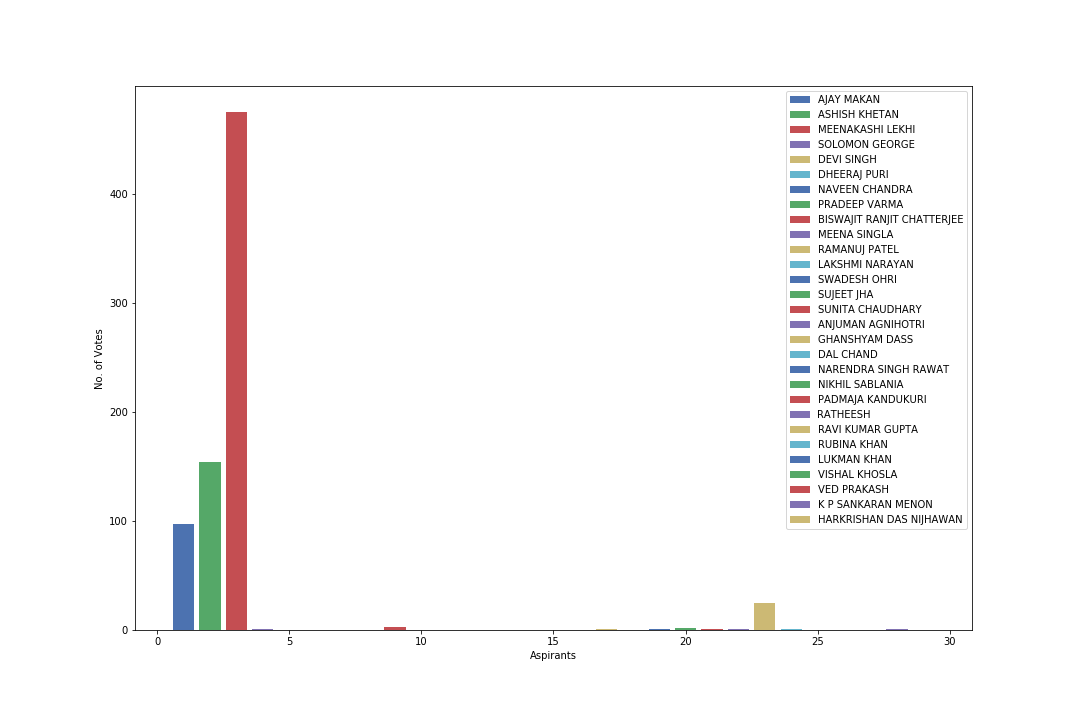 AJAY MAKAN
ASHISH KHETAN
MEENAKASHI LEKHI
SOLOMON GEORGE
DEVI SINGH
DHEERAJ PURI
NAVEEN CHANDRA
PRADEEP VARMA
BISWAJIT RANJIT CHATTERJEE
MEENA SINGLA
RAMANUJ PATEL
LAKSHMI NARAYAN
SWADESH OHRI
SUJEET JHA
SUNITA CHAUDHARY
ANJUMAN AGNIHOTRI
GHANSHYAM DASS
DAL CHAND
NARENDRA SINGH RAWAT
NIKHIL SABLANIA
PADMAJA KANDUKURI
RATHEESH
RAVI KUMAR GUPTA
RUBINA KHAN
LUKMAN KHAN
VISHAL KHOSLA
VED PRAKASH
K P SANKARAN MENON
HARKRISHAN DAS NIJHAWAN
400
300
200
100
0
No. of Votes
0 5 10 15 20 25 30
Aspirants